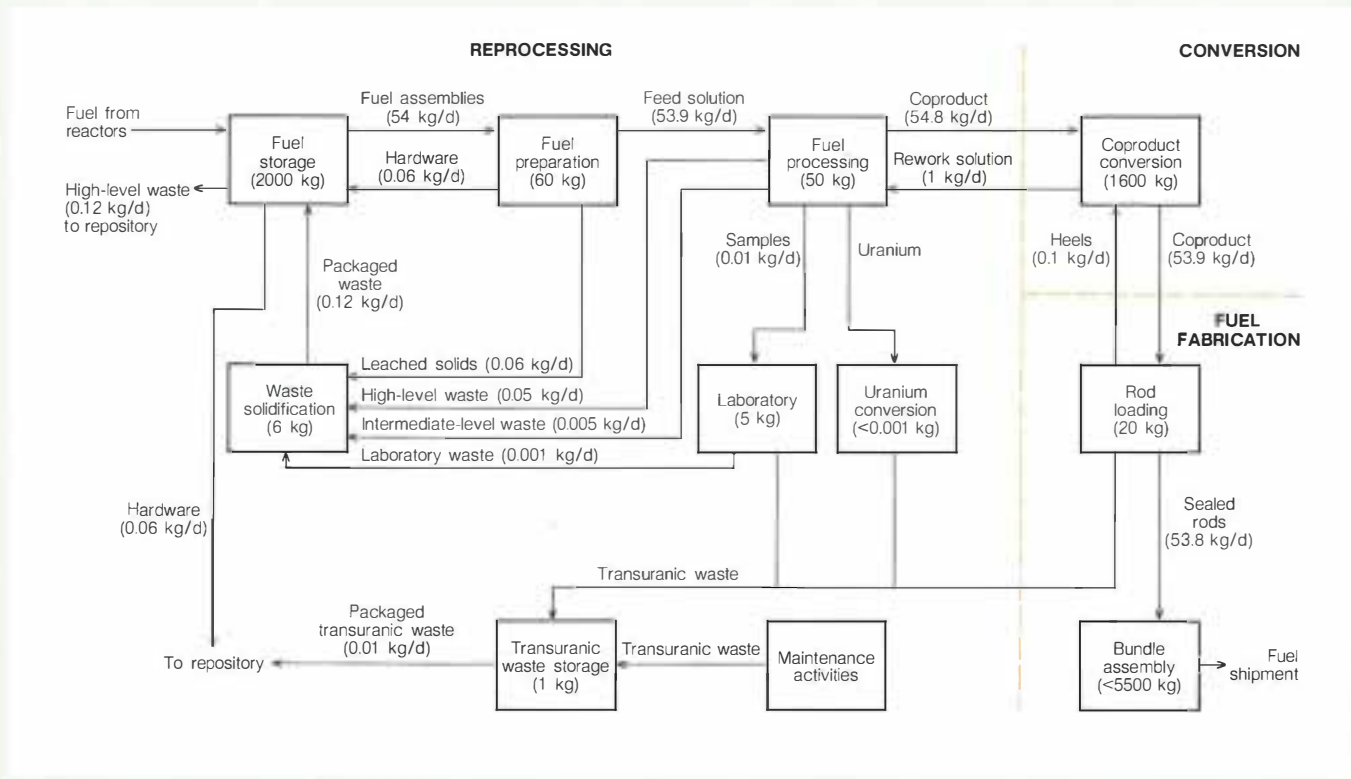 REPROCESSING
CONVERSION
Fuel from
reactors
Fuel assemblies
(54 kg/d)
Feed solution
(53.9 kg/d)
Coproduct
(54.8 kg/d)
Fuel
storage
(2000 kg)
Hardware
(0.06 kg/d)
Fuel
preparation
(60 kg)
Fuel
processing
(50 kg)
Rework solution
(1 kg/d)
Coproduct
conversion
(1600 kg)
High-level waste
(0.12 kg/d)
to repository
Packaged
waste
(0.12 kg/d)
Samples
(0.01 kg/d)
Uranium
Heels
(0.1 kg/d)
Coproduct
(53.9 kg/d)
FUEL
FABRICATION
Waste
solidification
(6 kg)
Leached solids (0.06 kg/d)
High-level waste (0.05 kg/d)
Intermediate-level waste (0.005 kg/d)
Laboratory waste (0.001 kg/d)
Laboratory
(5 kg)
Uranium
conversion
(<0.001 kg)
Rod
loading
(20 kg)
Hardware
(0.06 kg/d)
Sealed
rods
(53.8 kg/d)
Transuranic waste
To repository
Packaged
transuranic waste
(0.01 kg/d)
Transuranic
waste storage
(1 kg)
Transuranic waste
Maintenance
activities
Bundle
assembly
(<5500 kg)
Fuel
shipment